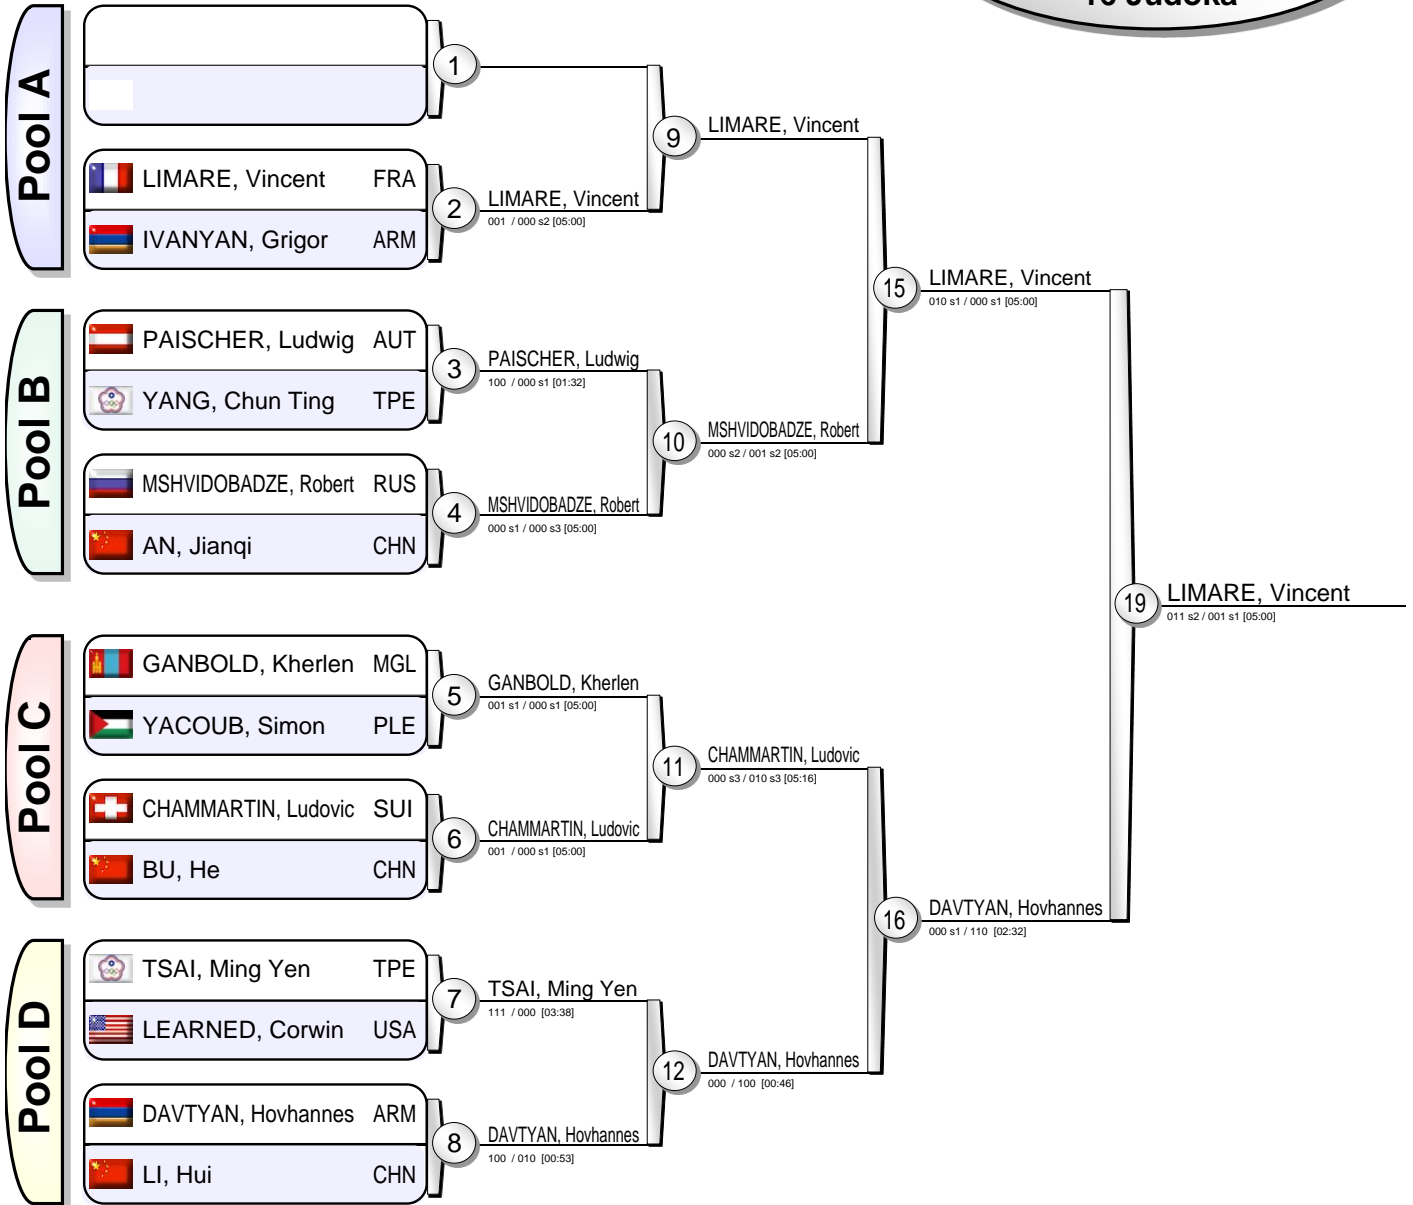 16 Judoka
Pool A
1
9
LIMARE, Vincent
LIMARE, Vincent FRA
IVANYAN, Grigor ARM
2
LIMARE, Vincent
001 / 000 s2 [05:00]
15
LIMARE, Vincent
010 s1 / 000 s1 [05:00]
Pool B
PAISCHER, Ludwig AUT
YANG, Chun Ting TPE
3
PAISCHER, Ludwig
100 / 000 s1 [01:32]
10
MSHVIDOBADZE, Robert
000 s2 / 001 s2 [05:00]
MSHVIDOBADZE, Robert RUS
AN, Jianqi CHN
4
MSHVIDOBADZE, Robert
000 s1 / 000 s3 [05:00]
19
LIMARE, Vincent
011 s2 / 001 s1 [05:00]
Pool C
GANBOLD, Kherlen MGL
YACOUB, Simon PLE
5
GANBOLD, Kherlen
001 s1 / 000 s1 [05:00]
11
CHAMMARTIN, Ludovic
000 s3 / 010 s3 [05:16]
CHAMMARTIN, Ludovic SUI
BU, He CHN
6
CHAMMARTIN, Ludovic
001 / 000 s1 [05:00]
16
DAVTYAN, Hovhannes
000 s1 / 110 [02:32]
Pool D
TSAI, Ming Yen TPE
LEARNED, Corwin USA
7
TSAI, Ming Yen
111 / 000 [03:38]
12
DAVTYAN, Hovhannes
000 / 100 [00:46]
DAVTYAN, Hovhannes ARM
LI, Hui CHN
8
DAVTYAN, Hovhannes
100 / 010 [00:53]